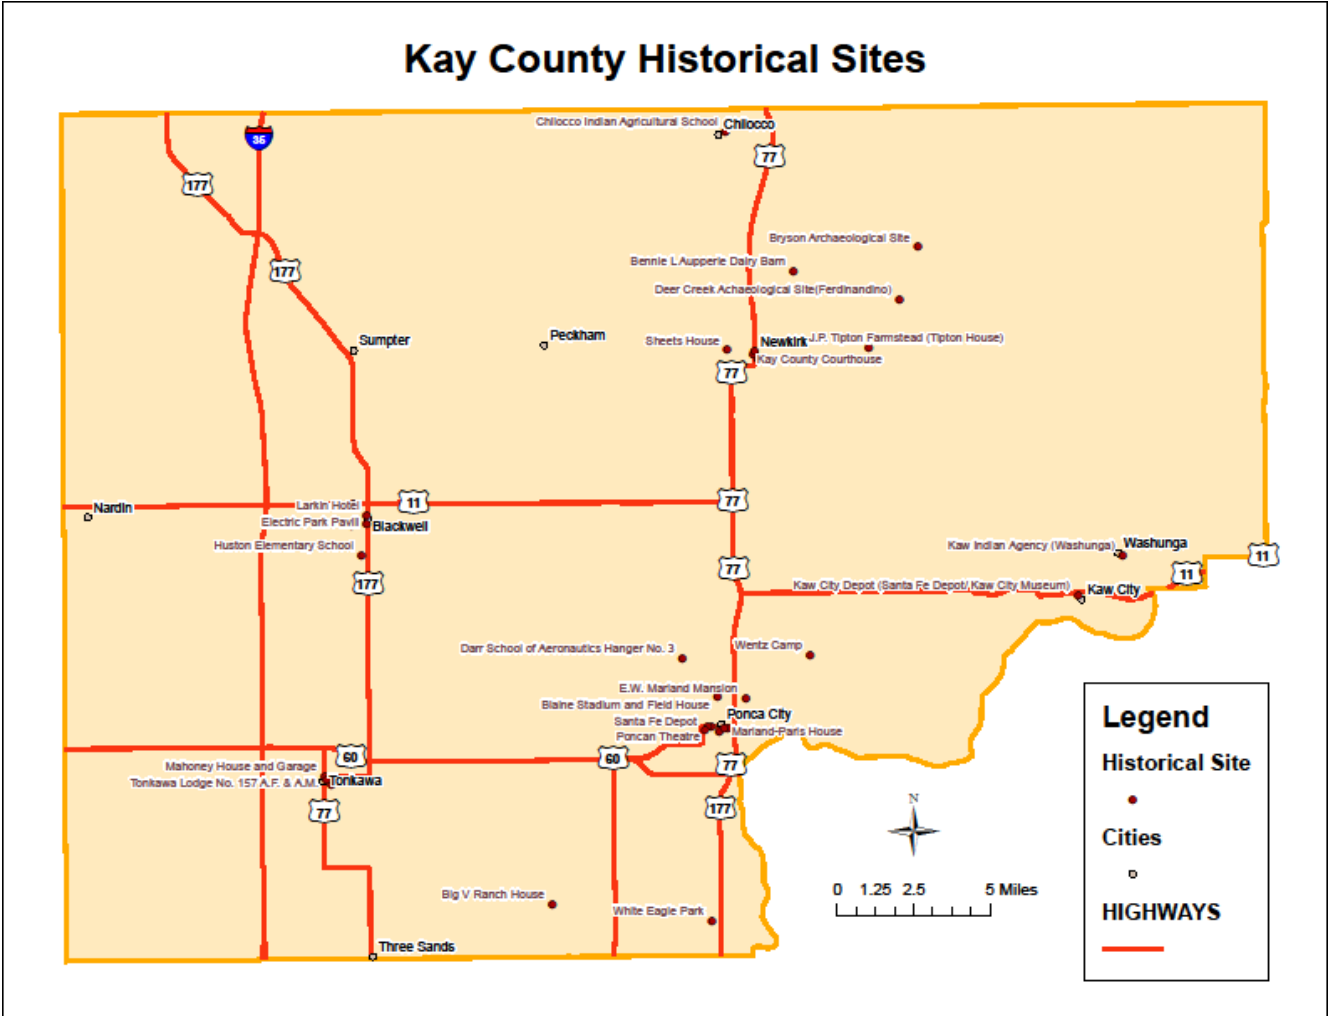 Kay County Historical Sites
Chilocco Indian Agricultural School
Chilocco
35
77
177
Bryson Archaeological Site
Bennie L Aupperle Dairy Barn
177
Deer Creek Achaeological Site(Ferdinandino)
Sumpter
Peckham
Sheets House
Newkirk
J.P. Tipton Farmstead (Tipton House)
Kay County Courthouse
77
Nardin
Larkin Hotel
11
77
Electric Park Pavili
Blackwell
Huston Elementary School
Kaw Indian Agency (Washunga)
Washunga
11
177
77
11
Kaw City Depot (Santa Fe Depot/Kaw City Museum)
Kaw City
Darr School of Aeronautics Hanger No. 3
Wentz Camp
E.W. Marland Mansion
Blaine Stadium and Field House
Ponca City
Santa Fe Depot
Marland-Paris House
Poncan Theatre
60
60
77
Mahoney House and Garage
Tonkawa Lodge No. 157 A.F. & A.M.
Tonkawa
77
177
Big V Ranch House
White Eagle Park
Three Sands
N
0 1.25 2.5 5 Miles
Legend
Historical Site
Cities
HIGHWAYS